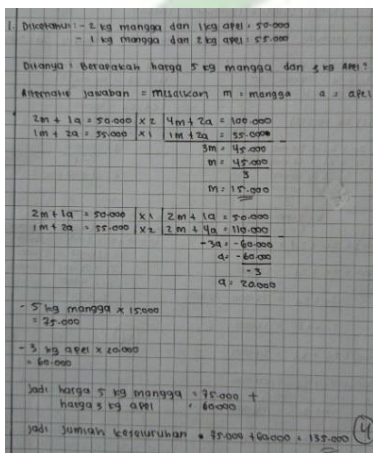 1. Diketahui : - 2 kg mangga dan 1 kg apel = 50.000
- 1 kg mangga dan 2 kg apel = 55.000
Ditanya : Berapakah harga 5 kg mangga dan 3 kg apel?
Alternatif jawaban = misalkan m = mangga a = apel
2m + 1a = 50.000 | x 2 | 4m + 2a = 100.000
1m + 2a = 55.000 | x 1 | 1m + 2a = 55.000
3m = 45.000
m = 45.000
3
m = 15.000
2m + 1a = 50.000 | x 1 | 2m + 1a = 50.000
1m + 2a = 55.000 | x 2 | 2m + 4a = 110.000
-3a = -60.000
a = -60.000
-3
a = 20.000
- 5 kg mangga x 15.000
= 75.000
- 3 kg apel x 20.000
= 60.000
Jadi harga 5 kg mangga = 75.000 +
harga 3 kg apel = 60000
Jadi jumlah keseluruhan = 75.000 + 60.000 = 135.000 4